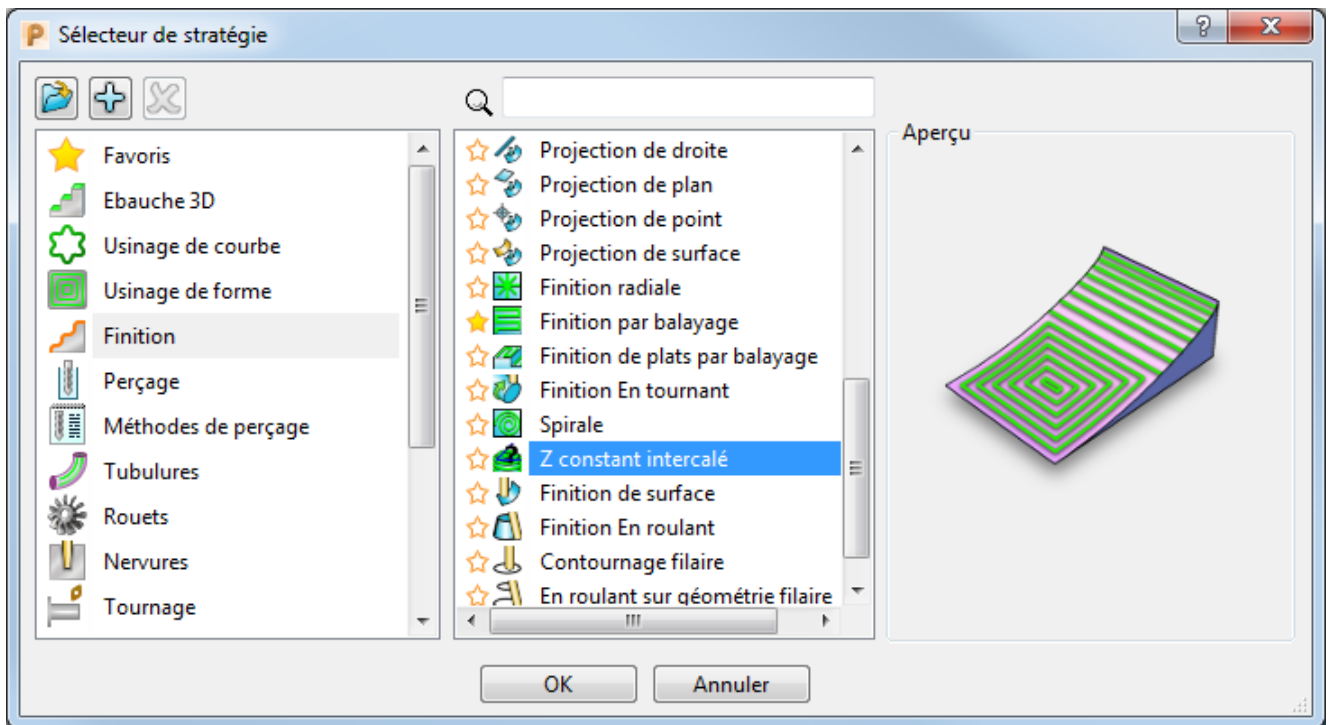 Sélecteur de stratégie
Favoris
Ebauche 3D
Usinage de courbe
Usinage de forme
Finition
Perçage
Méthodes de perçage
Tubulures
Rouets
Nervures
Tournage
Projection de droite
Projection de plan
Projection de point
Projection de surface
Finition radiale
Finition par balayage
Finition de plats par balayage
Finition En tournant
Spirale
Z constant intercalé
Finition de surface
Finition En roulant
Contournage filaire
En roulant sur géométrie filaire
Aperçu
OK
Annuler